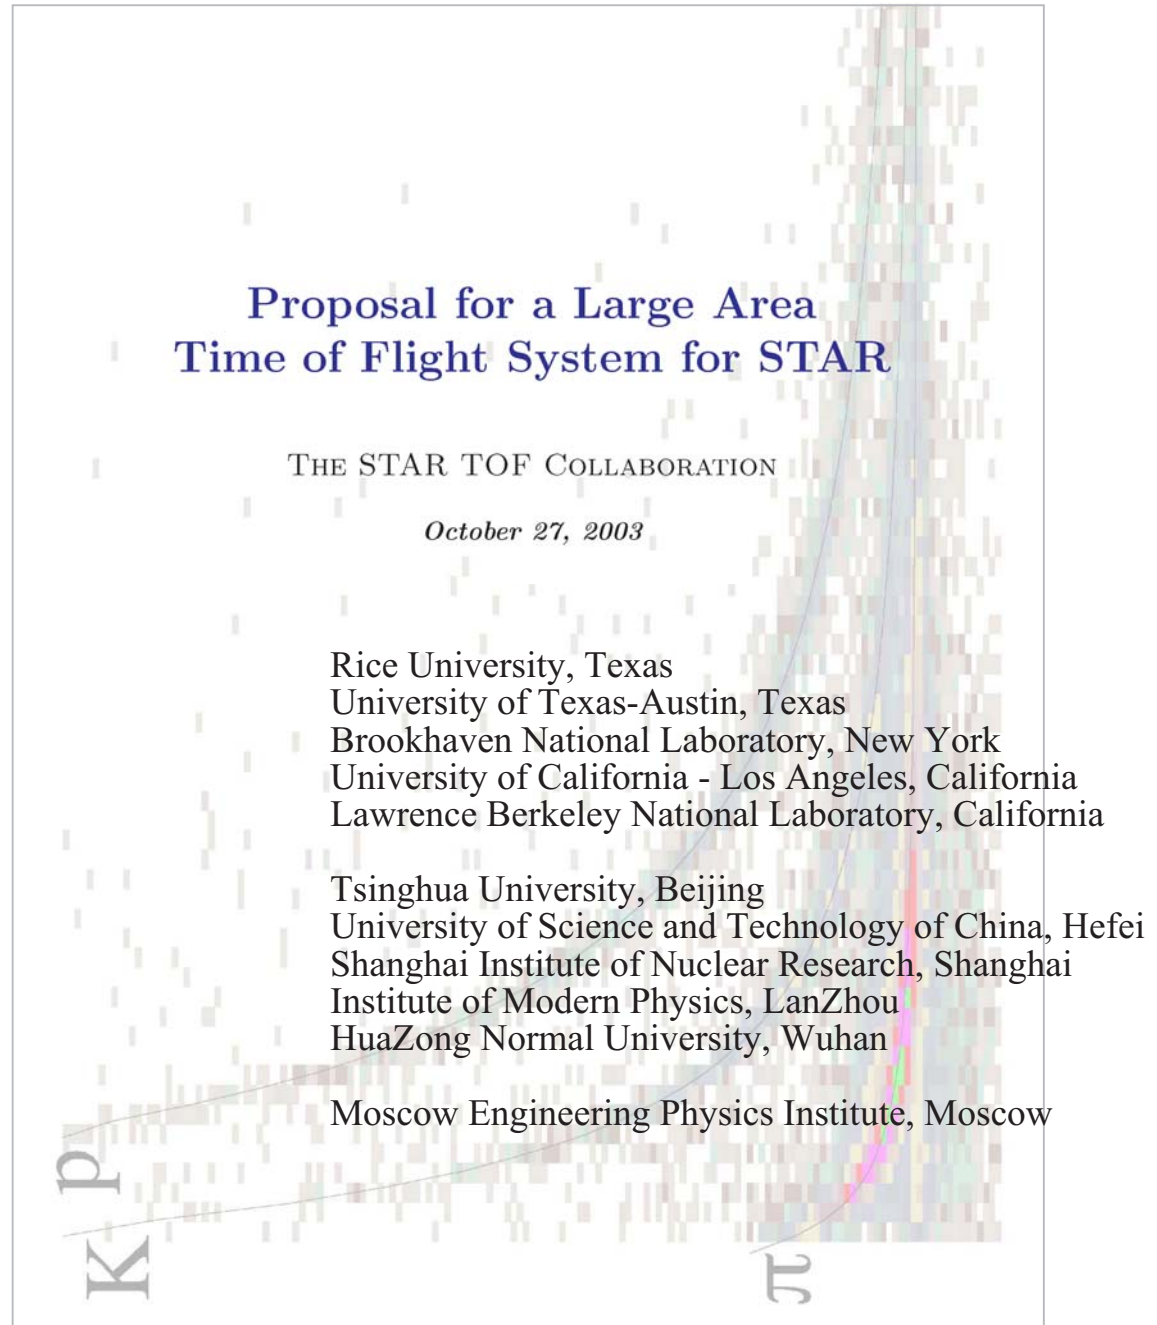 Proposal for a Large Area
Time of Flight System for STAR
THE STAR TOF COLLABORATION
October 27, 2003
Rice University, Texas
University of Texas-Austin, Texas
Brookhaven National Laboratory, New York
University of California - Los Angeles, California
Lawrence Berkeley National Laboratory, California
Tsinghua University, Beijing
University of Science and Technology of China, Hefei
Shanghai Institute of Nuclear Research, Shanghai
Institute of Modern Physics, LanZhou
HuaZong Normal University, Wuhan
Moscow Engineering Physics Institute, Moscow
p
K
π